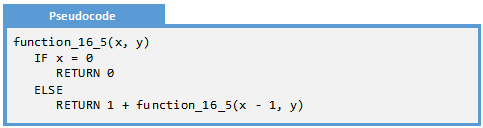 Pseudocode
function_16_5(x, y)
   IF x = 0
      RETURN 0
   ELSE
      RETURN 1 + function_16_5(x - 1, y)